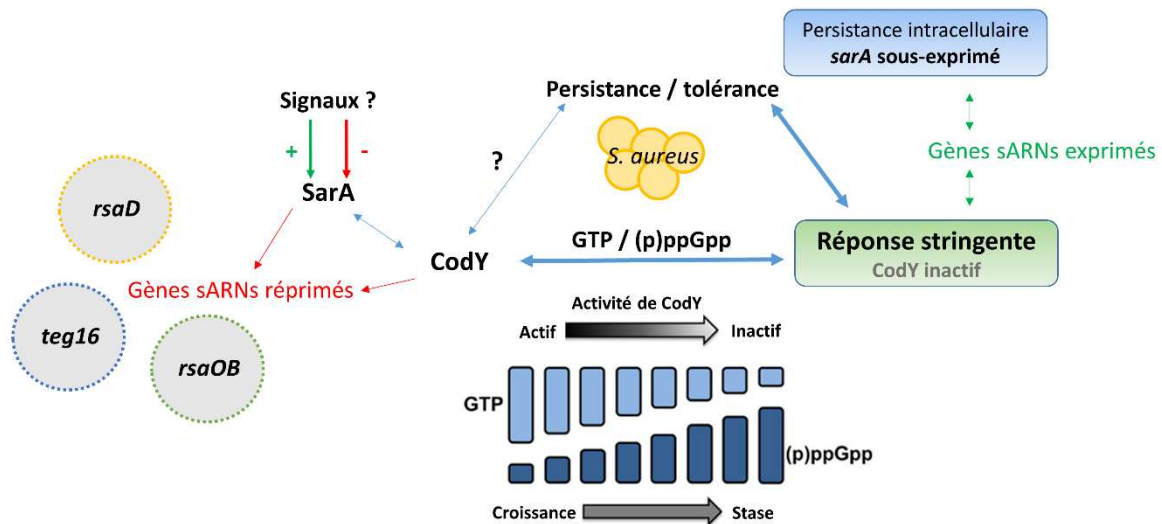 Persistance intracellulaire
sarA sous-exprimé
Signaux ?
+
-
SarA
Persistance / tolérance
?
S. aureus
Gènes sARNs exprimés
rsaD
GTP / (p)ppGpp
CodY
Réponse stringente
CodY inactif
Gènes sARNs réprimés
teg16
rsaOB
Activité de CodY
Actif
Inactif
GTP
(p)ppGpp
Croissance
Stase